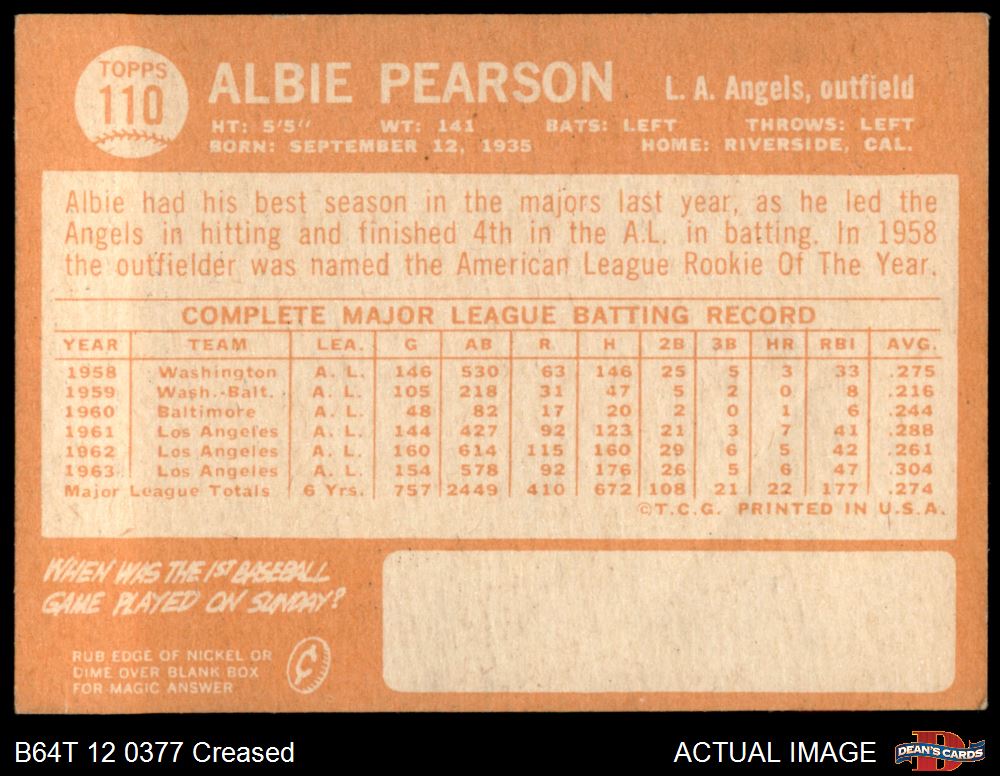 TOPPS
110
ALBIE PEARSON L. A. Angels, outfield
HT: 5'5" WT: 141 BATS: LEFT THROWS: LEFT
BORN: SEPTEMBER 12, 1935 HOME: RIVERSIDE, CAL.
Albie had his best season in the majors last year, as he led the
Angels in hitting and finished 4th in the A.L. in batting. In 1958
the outfielder was named the American League Rookie Of The Year.
COMPLETE MAJOR LEAGUE BATTING RECORD
YEAR TEAM LEA. G AB R. H 2B 3B HR RBI AVG.
1958 Washington A. L. 146 530 63 146 25 5 3 33 .275
1959 Wash.-Balt. A. L. 105 218 31 47 5 2 0 8 .216
1960 Baltimore A. L. 48 82 17 20 2 0 1 6 .244
1961 Los Angeles A. L. 144 427 92 123 21 3 7 41 .288
1962 Los Angeles A. L. 160 614 115 160 29 6 5 42 .261
1963 Los Angeles A. L. 154 578 92 176 26 5 6 47 .304
Major League Totals 6 Yrs. 757 2449 410 672 108 21 22 177 .274
©T.C.G. PRINTED IN U.S.A.
WHEN WAS THE 1ST BASEBALL
GAME PLAYED ON SUNDAY?
RUB EDGE OF NICKEL OR
DIME OVER BLANK BOX
FOR MAGIC ANSWER
¢
B64T 12 0377 Creased ACTUAL IMAGE DEAN'S CARDS